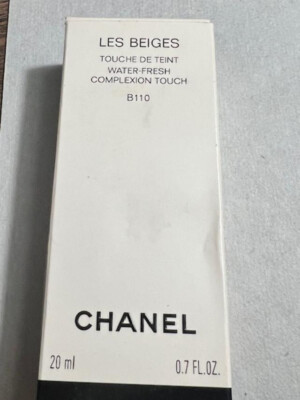 LES BEIGES
TOUCHE DE TEINT
WATER-FRESH
COMPLEXION TOUCH
B110
CHANEL
20 ml 0.7 FL.OZ.